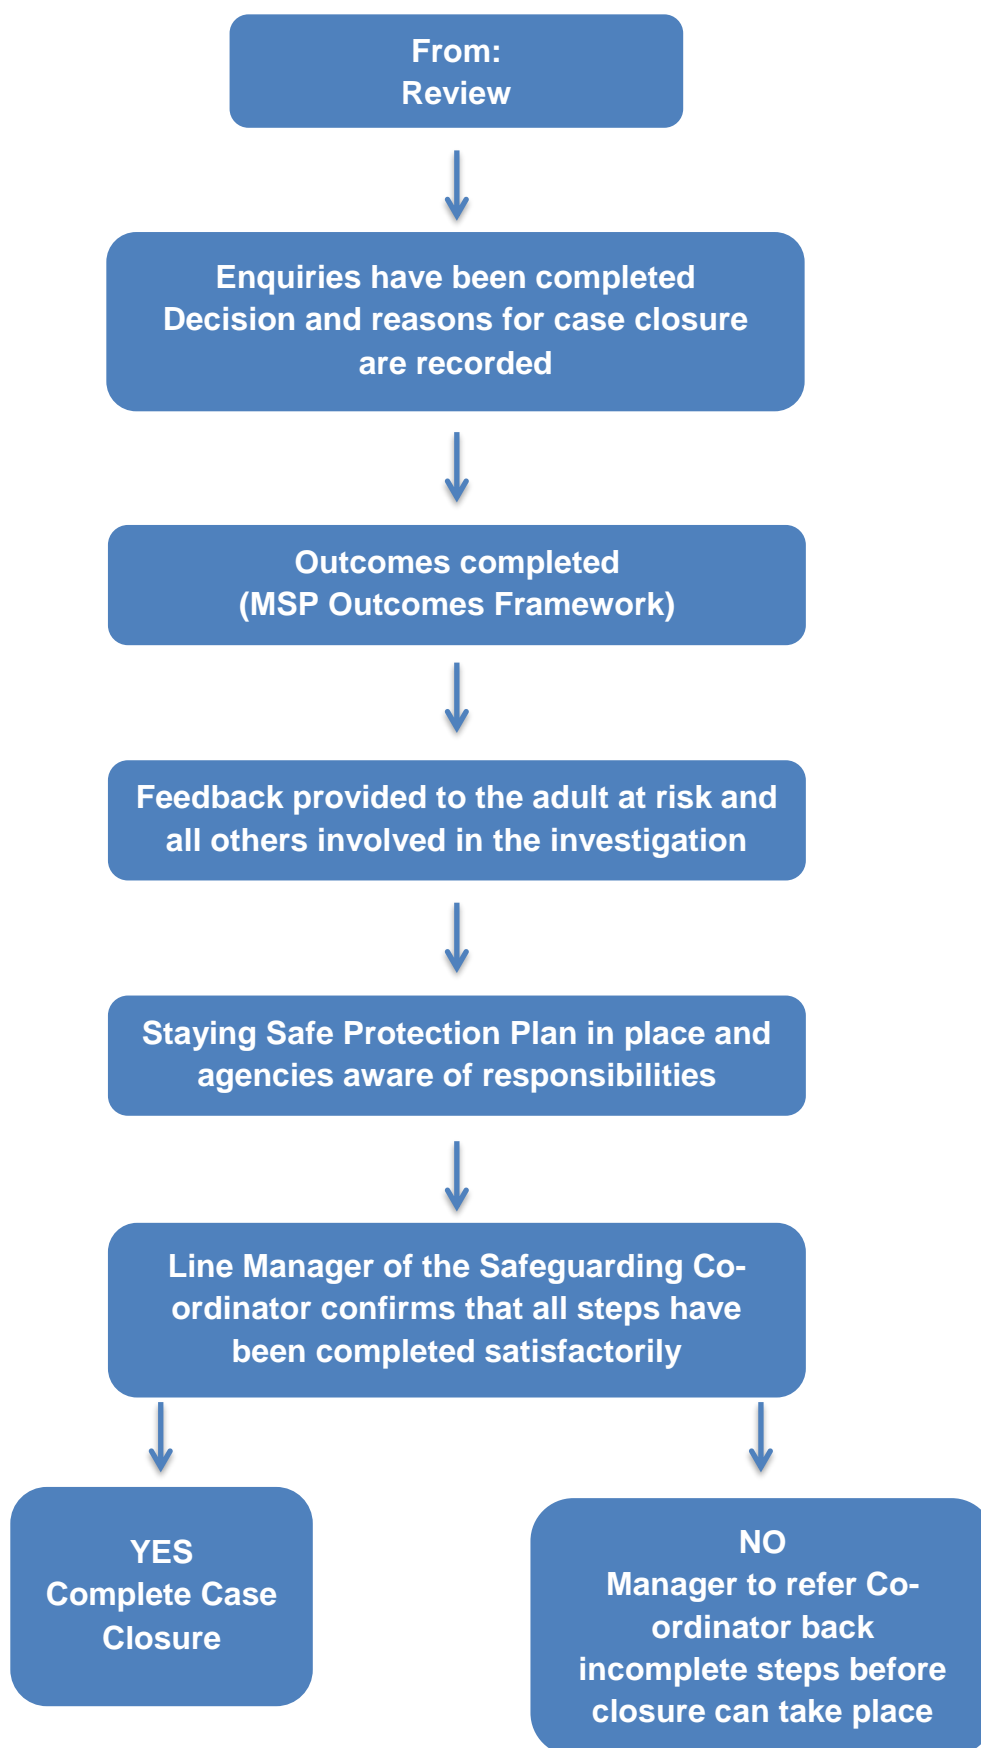 From:
Review
Enquiries have been completed
Decision and reasons for case closure
are recorded
Outcomes completed
(MSP Outcomes Framework)
Feedback provided to the adult at risk and
all others involved in the investigation
Staying Safe Protection Plan in place and
agencies aware of responsibilities
Line Manager of the Safeguarding Co-
ordinator confirms that all steps have
been completed satisfactorily
YES
Complete Case
Closure
NO
Manager to refer Co-
ordinator back
incomplete steps before
closure can take place